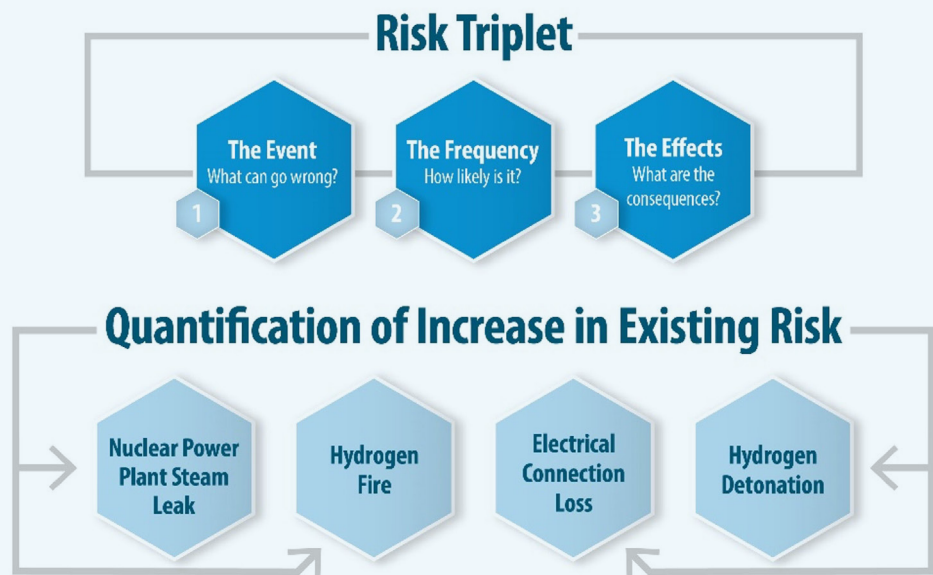 Risk Triplet
The Event
What can go wrong?
1
The Frequency
How likely is it?
2
The Effects
What are the
consequences?
3
Quantification of Increase in Existing Risk
Nuclear Power
Plant Steam
Leak
Hydrogen
Fire
Electrical
Connection
Loss
Hydrogen
Detonation